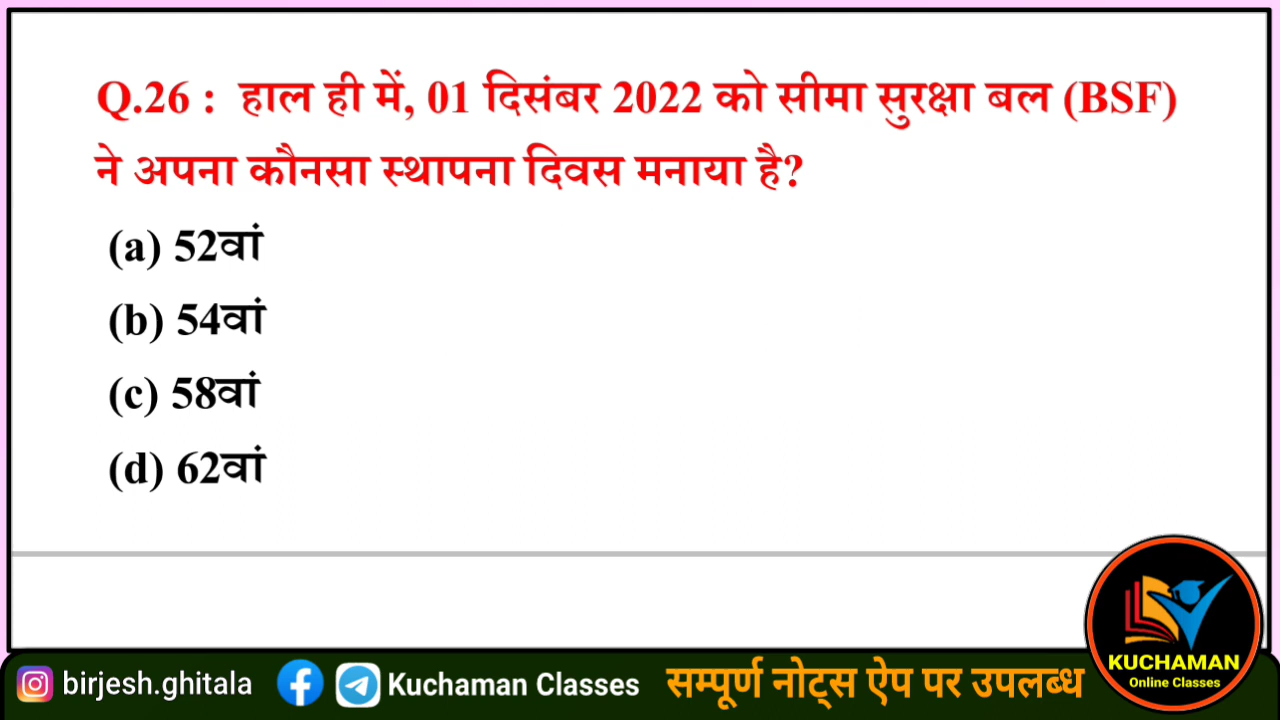 Q.26 : हाल ही में, 01 दिसंबर 2022 को सीमा सुरक्षा बल (BSF)
ने अपना कौनसा स्थापना दिवस मनाया है?
(a) 52वां
(b) 54वां
(c) 58वां
(d) 62वां
KUCHAMAN
Online Classes
birjesh.ghitala Kuchaman Classes सम्पूर्ण नोट्स ऐप पर उपलब्ध